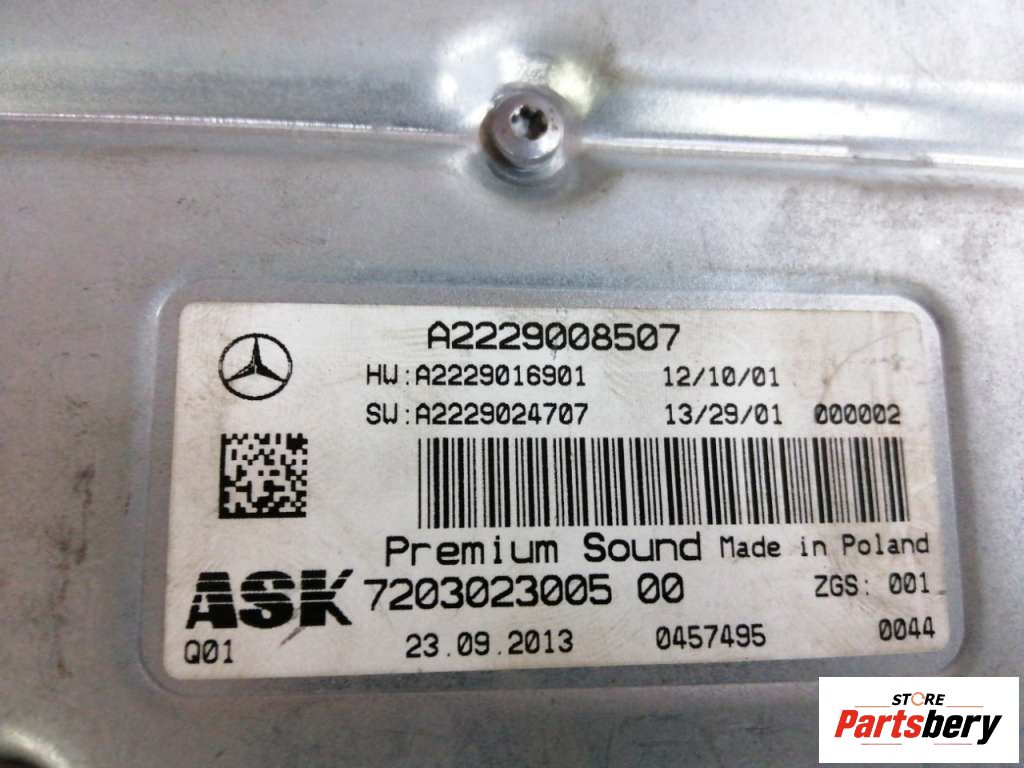 A2229008507
HW:A2229016901 12/10/01
SW:A2229024707 13/29/01 000002
Premium Sound Made in Poland
ASK 7203023005 00 ZGS: 001
Q01 23.09.2013 0457495 0044
STORE
Partsbery